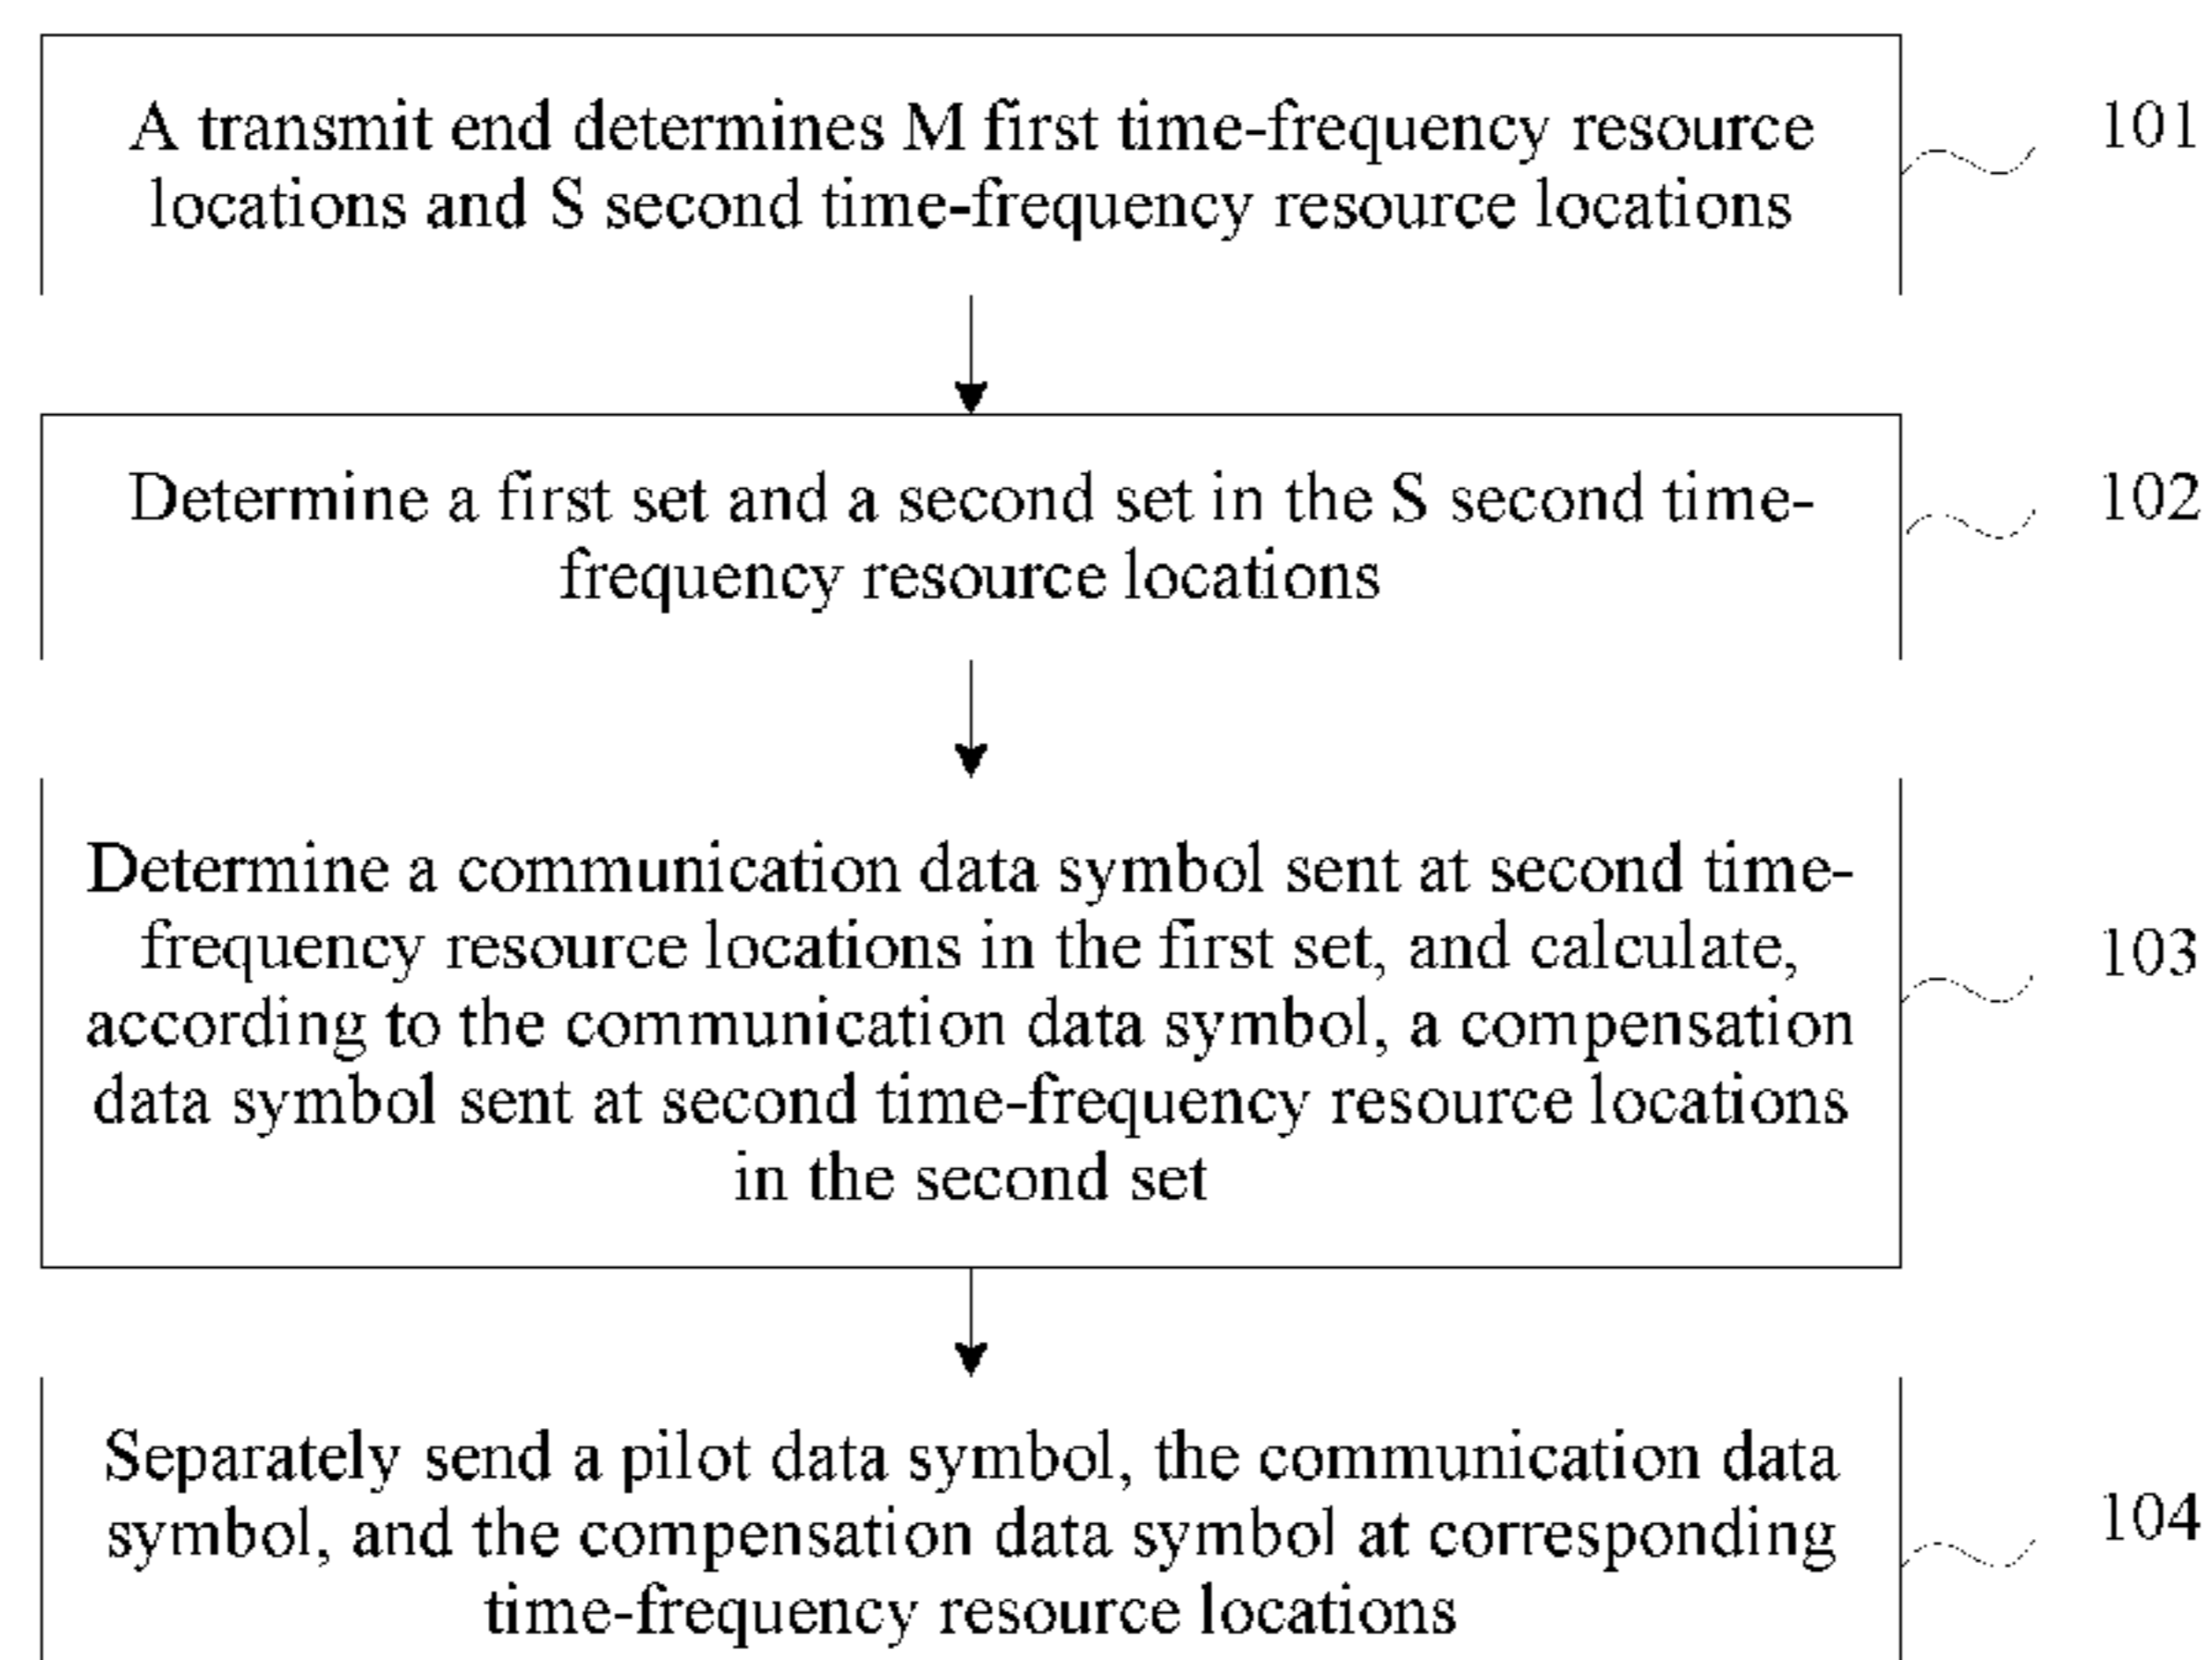 A transmit end determines M first time-frequency resource
locations and S second time-frequency resource locations
101
Determine a first set and a second set in the S second time-
frequency resource locations
102
Determine a communication data symbol sent at second time-
frequency resource locations in the first set, and calculate,
according to the communication data symbol, a compensation
data symbol sent at second time-frequency resource locations
in the second set
103
Separately send a pilot data symbol, the communication data
symbol, and the compensation data symbol at corresponding
time-frequency resource locations
104